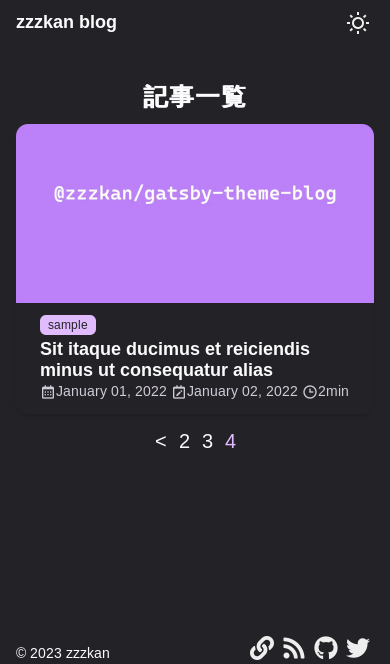 zzzkan blog
記事一覧
@zzzkan/gatsby-theme-blog
sample
Sit itaque ducimus et reiciendis
minus ut consequatur alias
January 01, 2022 January 02, 2022 2min
< 2 3 4
© 2023 zzzkan